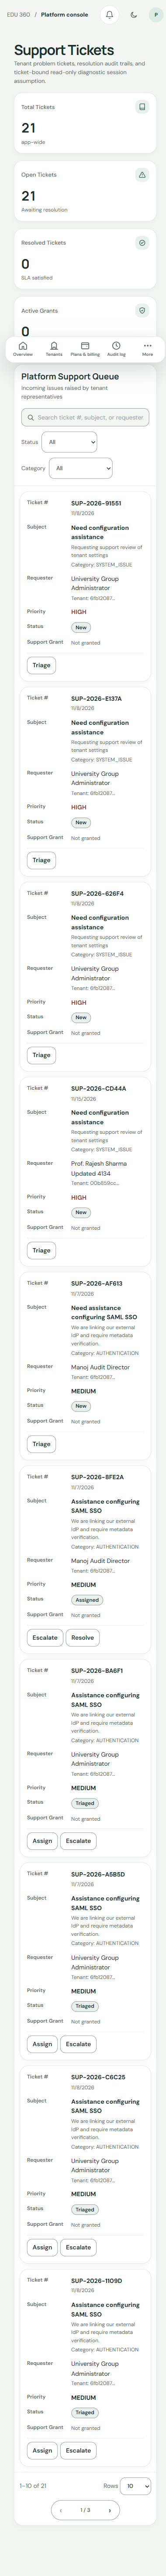 EDU 360 / Platform console
P
Support Tickets
Tenant problem tickets, resolution audit trails, and
ticket-bound read-only diagnostic session
assumption.
Total Tickets
21
app-wide
Open Tickets
21
Awaiting resolution
Resolved Tickets
0
SLA satisfied
Active Grants
0
Overview Tenants Plans & billing Audit log More
Platform Support Queue
Incoming issues raised by tenant
representatives
Search ticket #, subject, or requester
Status All
Category All
Ticket # SUP-2026-91551
11/8/2026
Subject Need configuration
assistance
Requesting support review of
tenant settings
Category: SYSTEM_ISSUE
Requester University Group
Administrator
Tenant: 6fb12087...
Priority HIGH
Status New
Support Grant Not granted
Triage
Ticket # SUP-2026-E137A
11/8/2026
Subject Need configuration
assistance
Requesting support review of
tenant settings
Category: SYSTEM_ISSUE
Requester University Group
Administrator
Tenant: 6fb12087...
Priority HIGH
Status New
Support Grant Not granted
Triage
Ticket # SUP-2026-626F4
11/8/2026
Subject Need configuration
assistance
Requesting support review of
tenant settings
Category: SYSTEM_ISSUE
Requester University Group
Administrator
Tenant: 6fb12087...
Priority HIGH
Status New
Support Grant Not granted
Triage
Ticket # SUP-2026-CD44A
11/15/2026
Subject Need configuration
assistance
Requesting support review of
tenant settings
Category: SYSTEM_ISSUE
Requester Prof. Rajesh Sharma
Updated 4134
Tenant: 00b859cc...
Priority HIGH
Status New
Support Grant Not granted
Triage
Ticket # SUP-2026-AF613
11/7/2026
Subject Need assistance
configuring SAML SSO
We are linking our external
IdP and require metadata
verification.
Category: AUTHENTICATION
Requester Manoj Audit Director
Tenant: 6fb12087...
Priority MEDIUM
Status New
Support Grant Not granted
Triage
Ticket # SUP-2026-8FE2A
11/7/2026
Subject Assistance configuring
SAML SSO
We are linking our external
IdP and require metadata
verification.
Category: AUTHENTICATION
Requester Manoj Audit Director
Tenant: 6fb12087...
Priority MEDIUM
Status Assigned
Support Grant Not granted
Escalate Resolve
Ticket # SUP-2026-BA6F1
11/7/2026
Subject Assistance configuring
SAML SSO
We are linking our external
IdP and require metadata
verification.
Category: AUTHENTICATION
Requester University Group
Administrator
Tenant: 6fb12087...
Priority MEDIUM
Status Triaged
Support Grant Not granted
Assign Escalate
Ticket # SUP-2026-A5B5D
11/7/2026
Subject Assistance configuring
SAML SSO
We are linking our external
IdP and require metadata
verification.
Category: AUTHENTICATION
Requester University Group
Administrator
Tenant: 6fb12087...
Priority MEDIUM
Status Triaged
Support Grant Not granted
Assign Escalate
Ticket # SUP-2026-C6C25
11/8/2026
Subject Assistance configuring
SAML SSO
We are linking our external
IdP and require metadata
verification.
Category: AUTHENTICATION
Requester University Group
Administrator
Tenant: 6fb12087...
Priority MEDIUM
Status Triaged
Support Grant Not granted
Assign Escalate
Ticket # SUP-2026-1109D
11/8/2026
Subject Assistance configuring
SAML SSO
We are linking our external
IdP and require metadata
verification.
Category: AUTHENTICATION
Requester University Group
Administrator
Tenant: 6fb12087...
Priority MEDIUM
Status Triaged
Support Grant Not granted
Assign Escalate
1–10 of 21 Rows 10
‹ 1 / 3 ›